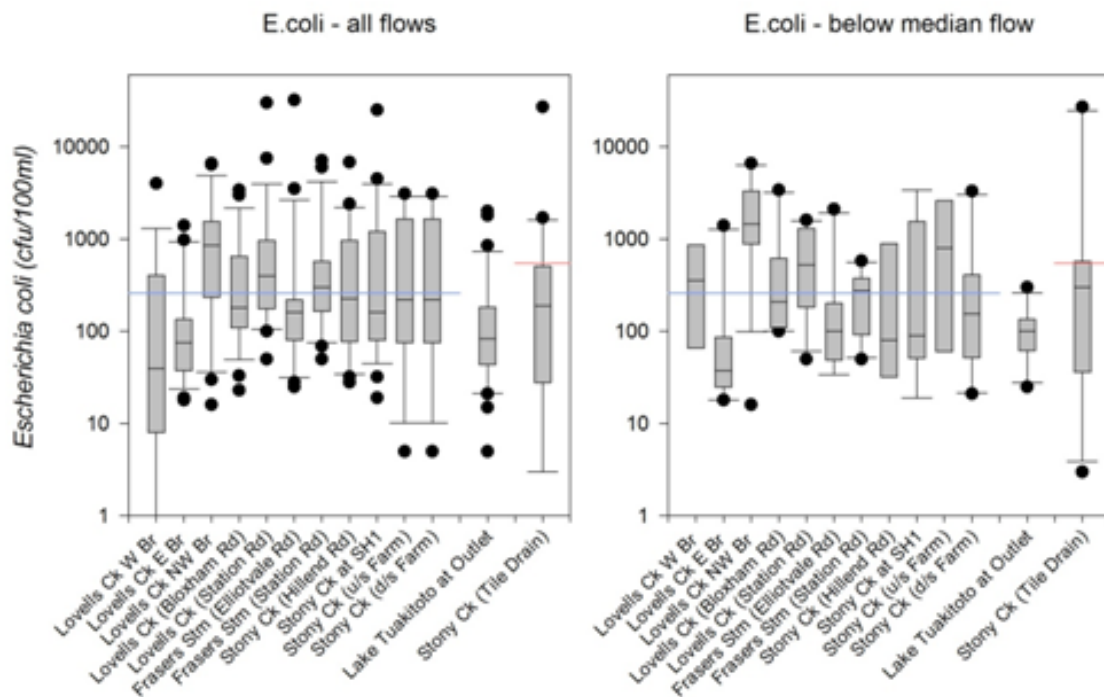 E.coli - all flows
E.coli - below median flow
Escherichia coli (cfu/100ml)
10000
1000
100
10
1
Lovells Ck W Br
Lovells Ck E Br
Lovells Ck NW Br
Lovells Ck (Bloxham Rd)
Lovells Ck (Station Rd)
Frasers Stm (Elliotvale Rd)
Frasers Stm (Station Rd)
Stony Ck (Hillend Rd)
Stony Ck at SH1
Stony Ck (u/s Farm)
Stony Ck (d/s Farm)
Lake Tuakitoto at Outlet
Stony Ck (Tile Drain)
10000
1000
100
10
1
Lovells Ck W Br
Lovells Ck E Br
Lovells Ck NW Br
Lovells Ck (Bloxham Rd)
Lovells Ck (Station Rd)
Frasers Stm (Elliotvale Rd)
Frasers Stm (Station Rd)
Stony Ck (Hillend Rd)
Stony Ck at SH1
Stony Ck (u/s Farm)
Stony Ck (d/s Farm)
Lake Tuakitoto at Outlet
Stony Ck (Tile Drain)